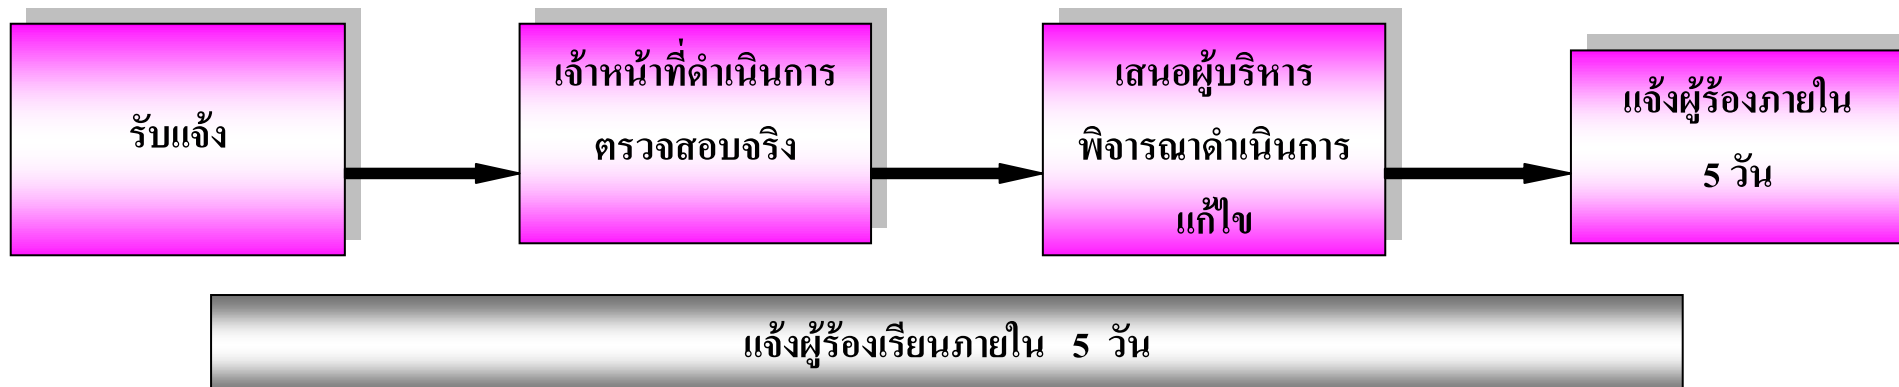 รับแจ้ง
เจ้าหน้าที่ดำเนินการ
ตรวจสอบจริง
เสนอผู้บริหาร
พิจารณาดำเนินการ
แก้ไข
แจ้งผู้ร้องภายใน
5 วัน
แจ้งผู้ร้องเรียนภายใน 5 วัน